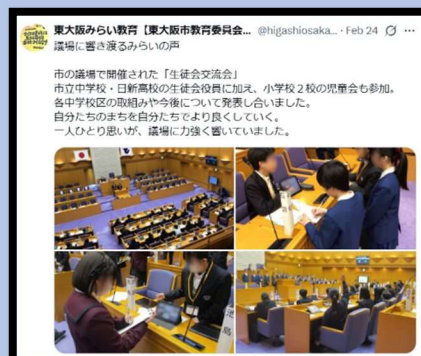 東大阪みらい教育【東大阪市教育委員会... @higashiosaka... · Feb 24
議場に響き渡るみらいの声
市の議場で開催された「生徒会交流会」
市立中学校・日新高校の生徒会役員に加え、小学校２校の児童会も参加。
各中学校区の取組みや今後について発表し合いました。
自分たちのまちを自分たちでより良くしていく。
一人ひとり思いが、議場に力強く響いていました。